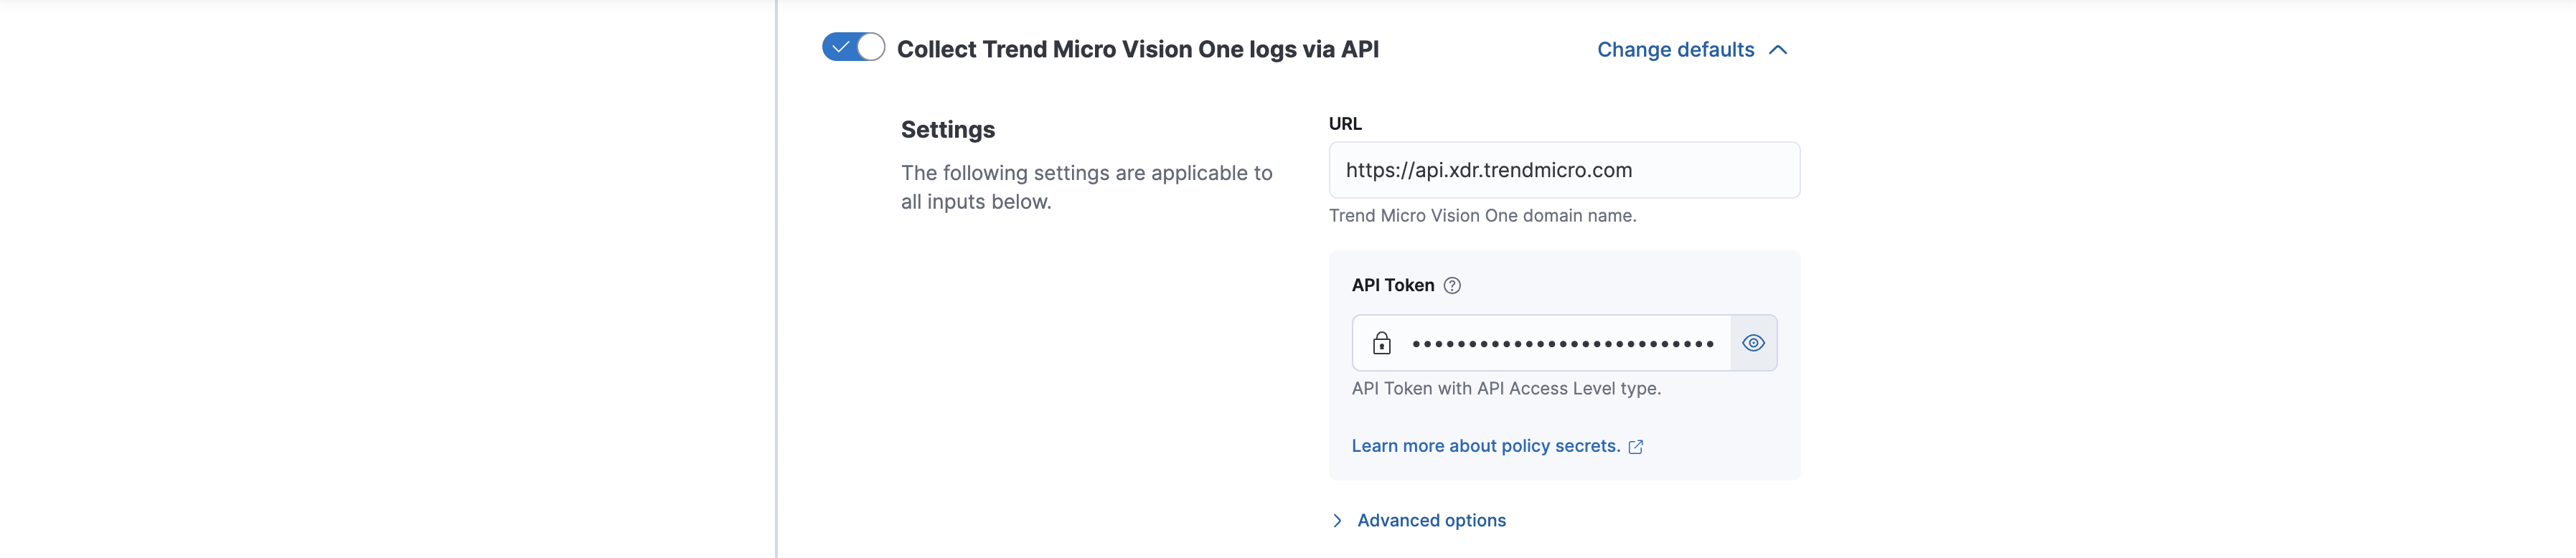 Collect Trend Micro Vision One logs via API
Change defaults
Settings
The following settings are applicable to
all inputs below.
URL
https://api.xdr.trendmicro.com
Trend Micro Vision One domain name.
API Token
•••••••••••••••••••••••••••
API Token with API Access Level type.
Learn more about policy secrets.
Advanced options